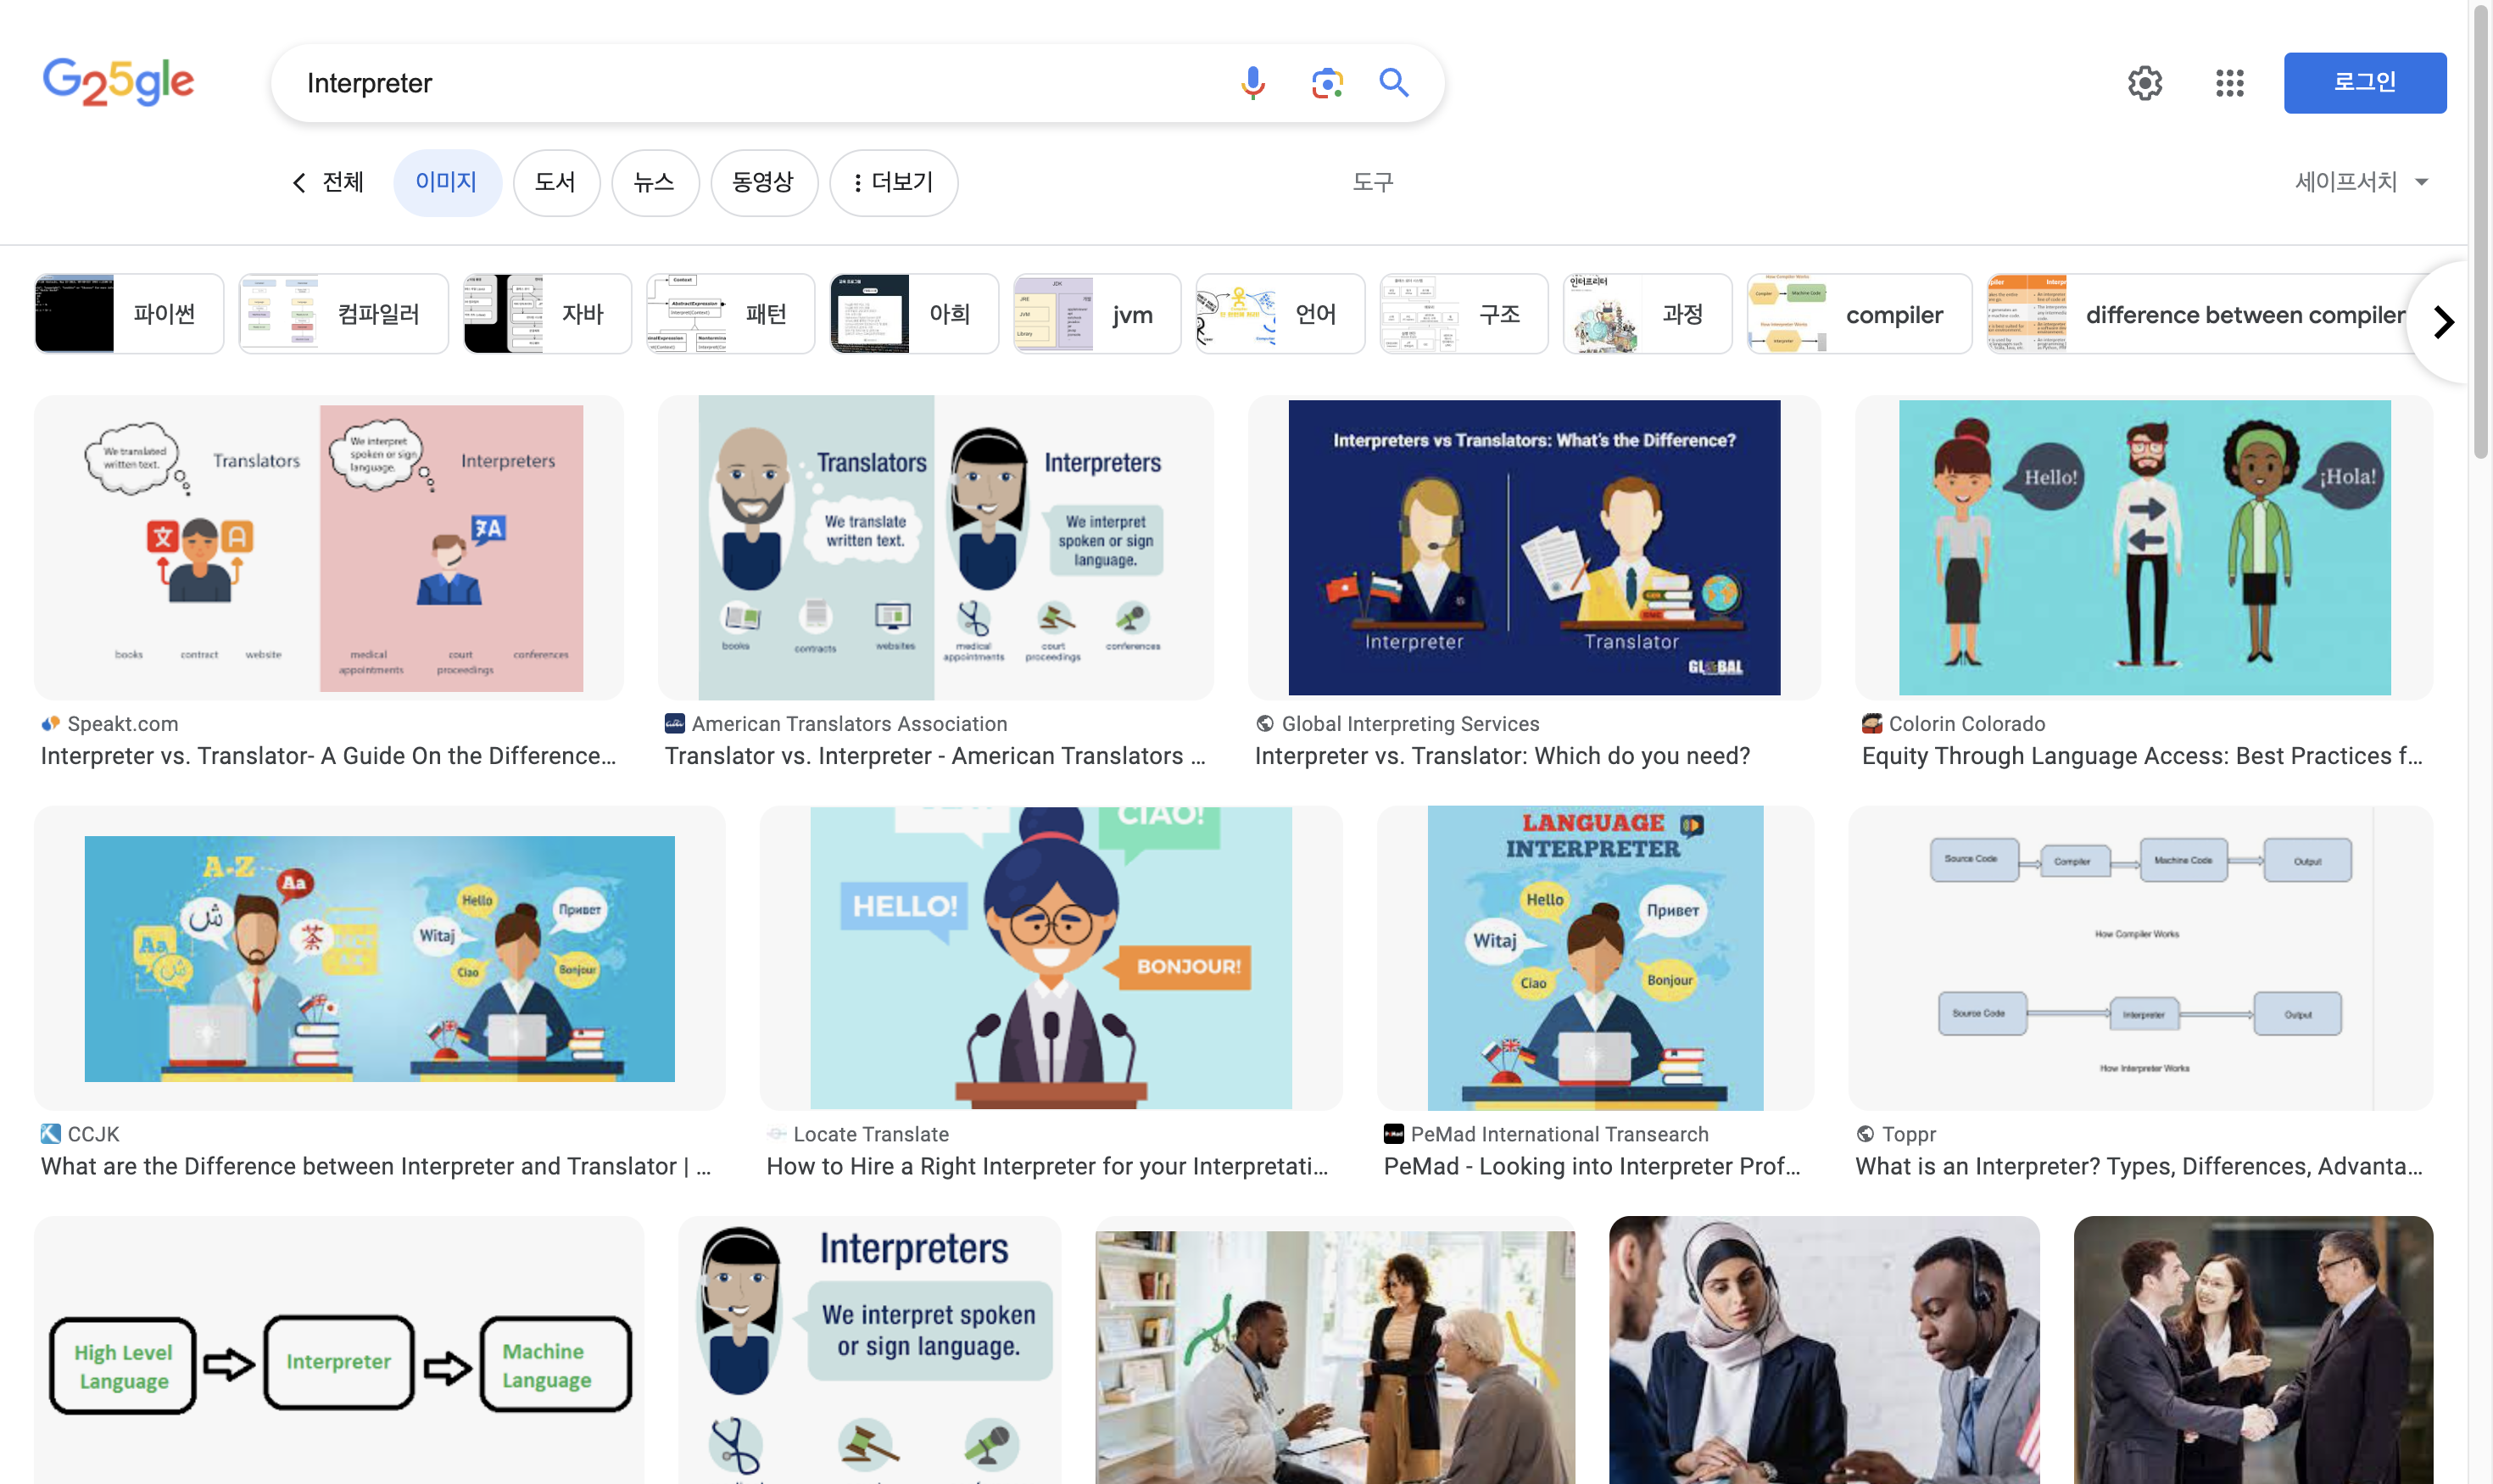 G25gle
Interpreter
로그인
전체
이미지
도서
뉴스
동영상
더보기
도구
세이프서치
파이썬
컴파일러
자바
패턴
아희
jvm
언어
구조
과정
compiler
difference between compiler
We translated written text.
Translators
We interpret spoken or sign language.
Interpreters
books
contract
website
medical appointments
court proceedings
conferences
Translators
We translate written text.
books
contracts
websites
Interpreters
We interpret spoken or sign language.
medical appointments
court proceedings
conferences
Interpreters vs Translators: What's the Difference?
Interpreter
Translator
GLOBAL
Hello!
¡Hola!
Speakt.com
Interpreter vs. Translator- A Guide On the Difference...
American Translators Association
Translator vs. Interpreter - American Translators ...
Global Interpreting Services
Interpreter vs. Translator: Which do you need?
Colorin Colorado
Equity Through Language Access: Best Practices f...
A-Z
Aa
ش
茶
Aa
ش
Hello
Привет
Witaj
Ciao
Bonjour
CIAO!
HELLO!
BONJOUR!
LANGUAGE
INTERPRETER
Hello
Привет
Witaj
Ciao
Bonjour
Source Code
Compiler
Machine Code
Output
How Compiler Works
Source Code
Interpreter
Output
How Interpreter Works
CCJK
What are the Difference between Interpreter and Translator | ...
Locate Translate
How to Hire a Right Interpreter for your Interpretati...
PeMad International Transearch
PeMad - Looking into Interpreter Prof...
Toppr
What is an Interpreter? Types, Differences, Advanta...
High Level Language
Interpreter
Machine Language
Interpreters
We interpret spoken
or sign language.